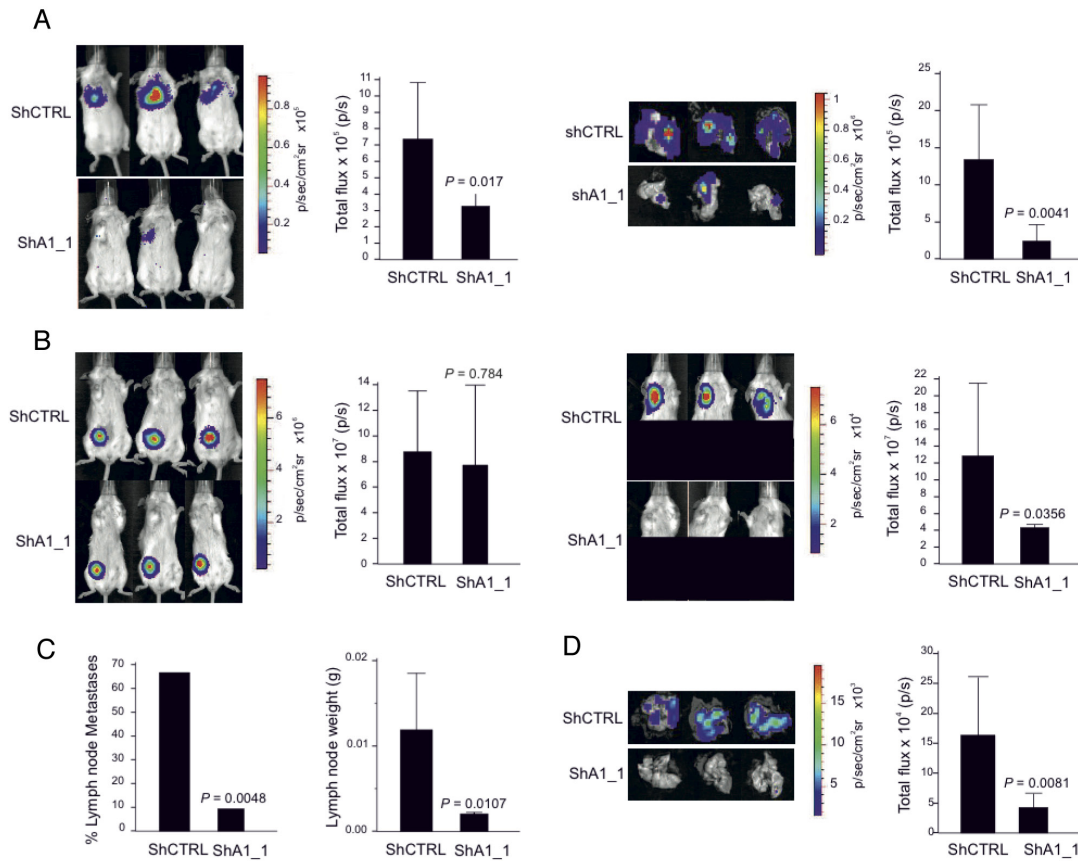 A
ShCTRL
ShA1_1
0.8
0.6
0.4
0.2
p/sec/cm²sr x10⁵
Total flux x 10⁵ (p/s)
11
10
9
8
7
6
5
4
3
2
1
0
P = 0.017
ShCTRL ShA1_1
shCTRL
shA1_1
1
0.8
0.6
0.4
0.2
p/sec/cm²sr x10⁶
Total flux x 10⁵ (p/s)
25
20
15
10
5
0
P = 0.0041
ShCTRL ShA1_1
B
ShCTRL
ShA1_1
6
4
2
p/sec/cm²sr x10⁶
Total flux x 10⁷ (p/s)
14
12
10
8
6
4
2
0
P = 0.784
ShCTRL ShA1_1
ShCTRL
ShA1_1
6
4
2
p/sec/cm²sr x10⁴
Total flux x 10⁷ (p/s)
22
20
18
16
14
12
10
8
6
4
2
0
P = 0.0356
ShCTRL ShA1_1
C
% Lymph node Metastases
70
60
50
40
30
20
10
0
P = 0.0048
ShCTRL ShA1_1
Lymph node weight (g)
0.02
0.01
0.00
P = 0.0107
ShCTRL ShA1_1
D
ShCTRL
ShA1_1
15
10
5
p/sec/cm²sr x10³
Total flux x 10⁴ (p/s)
30
25
20
15
10
5
0
P = 0.0081
ShCTRL ShA1_1